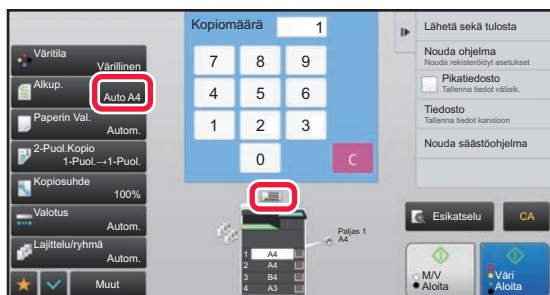 Kopiomäärä 1
Väritila
Värillinen
Alkup.
Auto A4
Paperin Val.
Autom.
2-Puol.Kopio
1-Puol.→1-Puol.
Kopiosuhde
100%
Valotus
Autom.
Lajittelu/ryhmä
Autom.
Muut
7 8 9
4 5 6
1 2 3
0 C
Paljas 1
A4
1 A4
2 A4
3 B4
4 A3
Lähetä sekä tulosta
Nouda ohjelma
Nouda rekisteröidyt asetukset
Pikatiedosto
Tallenna tiedot väliaik.
Tiedosto
Tallenna tiedot kansioon
Nouda säästöohjelma
Esikatselu
CA
M/V
Aloita
Väri
Aloita